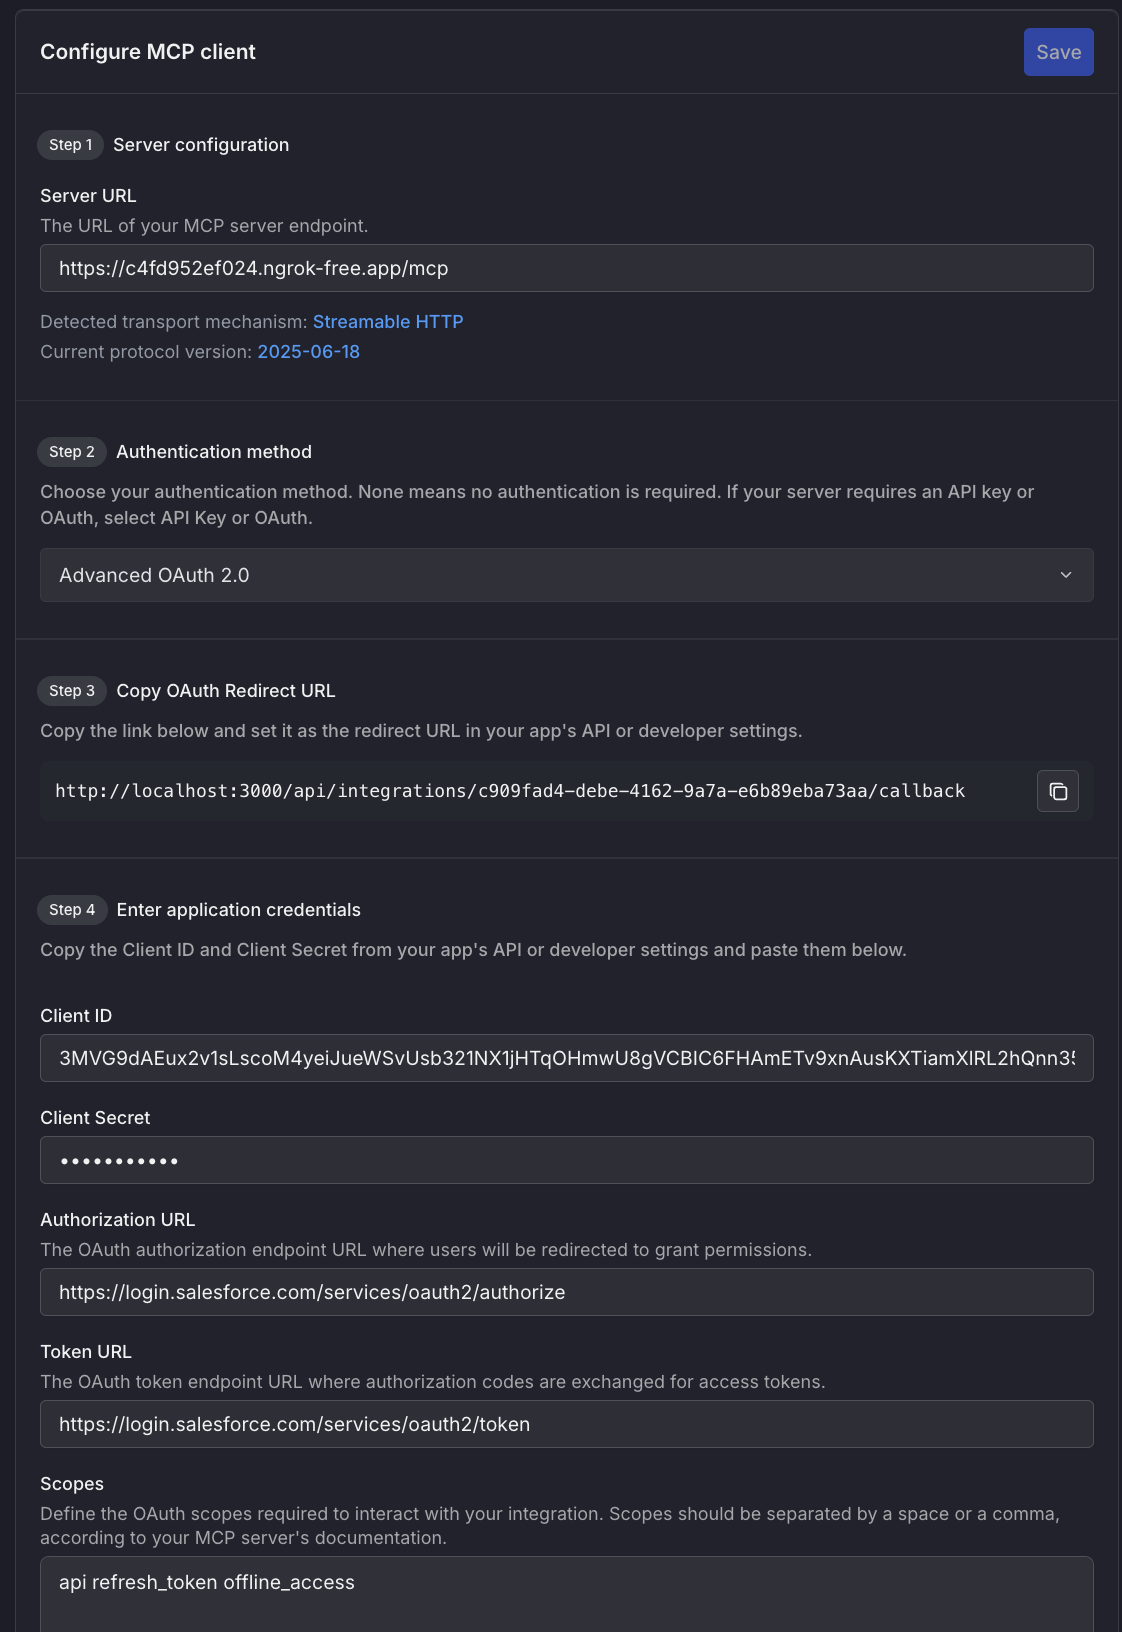 Configure MCP client
Save
Step 1 Server configuration
Server URL
The URL of your MCP server endpoint.
https://c4fd952ef024.ngrok-free.app/mcp
Detected transport mechanism: Streamable HTTP
Current protocol version: 2025-06-18
Step 2 Authentication method
Choose your authentication method. None means no authentication is required. If your server requires an API key or
OAuth, select API Key or OAuth.
Advanced OAuth 2.0
Step 3 Copy OAuth Redirect URL
Copy the link below and set it as the redirect URL in your app's API or developer settings.
http://localhost:3000/api/integrations/c909fad4-debe-4162-9a7a-e6b89eba73aa/callback
Step 4 Enter application credentials
Copy the Client ID and Client Secret from your app's API or developer settings and paste them below.
Client ID
3MVG9dAEux2v1sLscoM4yeiJueWSvUsb321NX1jHTqOHmwU8gVCBIC6FHAmETv9xnAusKXTiamXIRL2hQnn35
Client Secret
•••••••••••
Authorization URL
The OAuth authorization endpoint URL where users will be redirected to grant permissions.
https://login.salesforce.com/services/oauth2/authorize
Token URL
The OAuth token endpoint URL where authorization codes are exchanged for access tokens.
https://login.salesforce.com/services/oauth2/token
Scopes
Define the OAuth scopes required to interact with your integration. Scopes should be separated by a space or a comma,
according to your MCP server's documentation.
api refresh_token offline_access